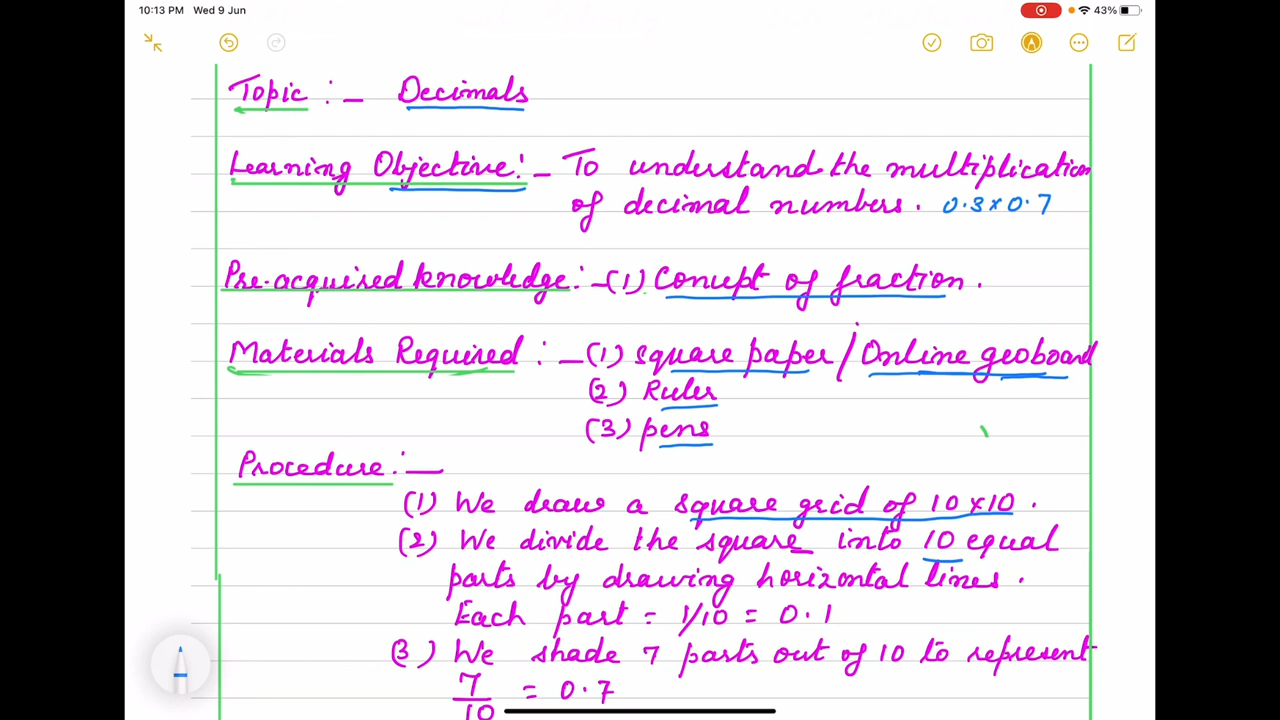 10:13 PM Wed 9 Jun 43%
Topic :- Decimals
Learning Objective:- To understand the multiplication
of decimal numbers. 0.3 x 0.7
Pre-acquired knowledge:-(1) Concept of fraction.
Materials Required :-(1) square paper / Online geoboard
(2) Ruler
(3) pens
Procedure:-
(1) We draw a square grid of 10 x 10.
(2) We divide the square into 10 equal
parts by drawing horizontal lines.
Each part = 1/10 = 0.1
(3) We shade 7 parts out of 10 to represent
7/10 = 0.7